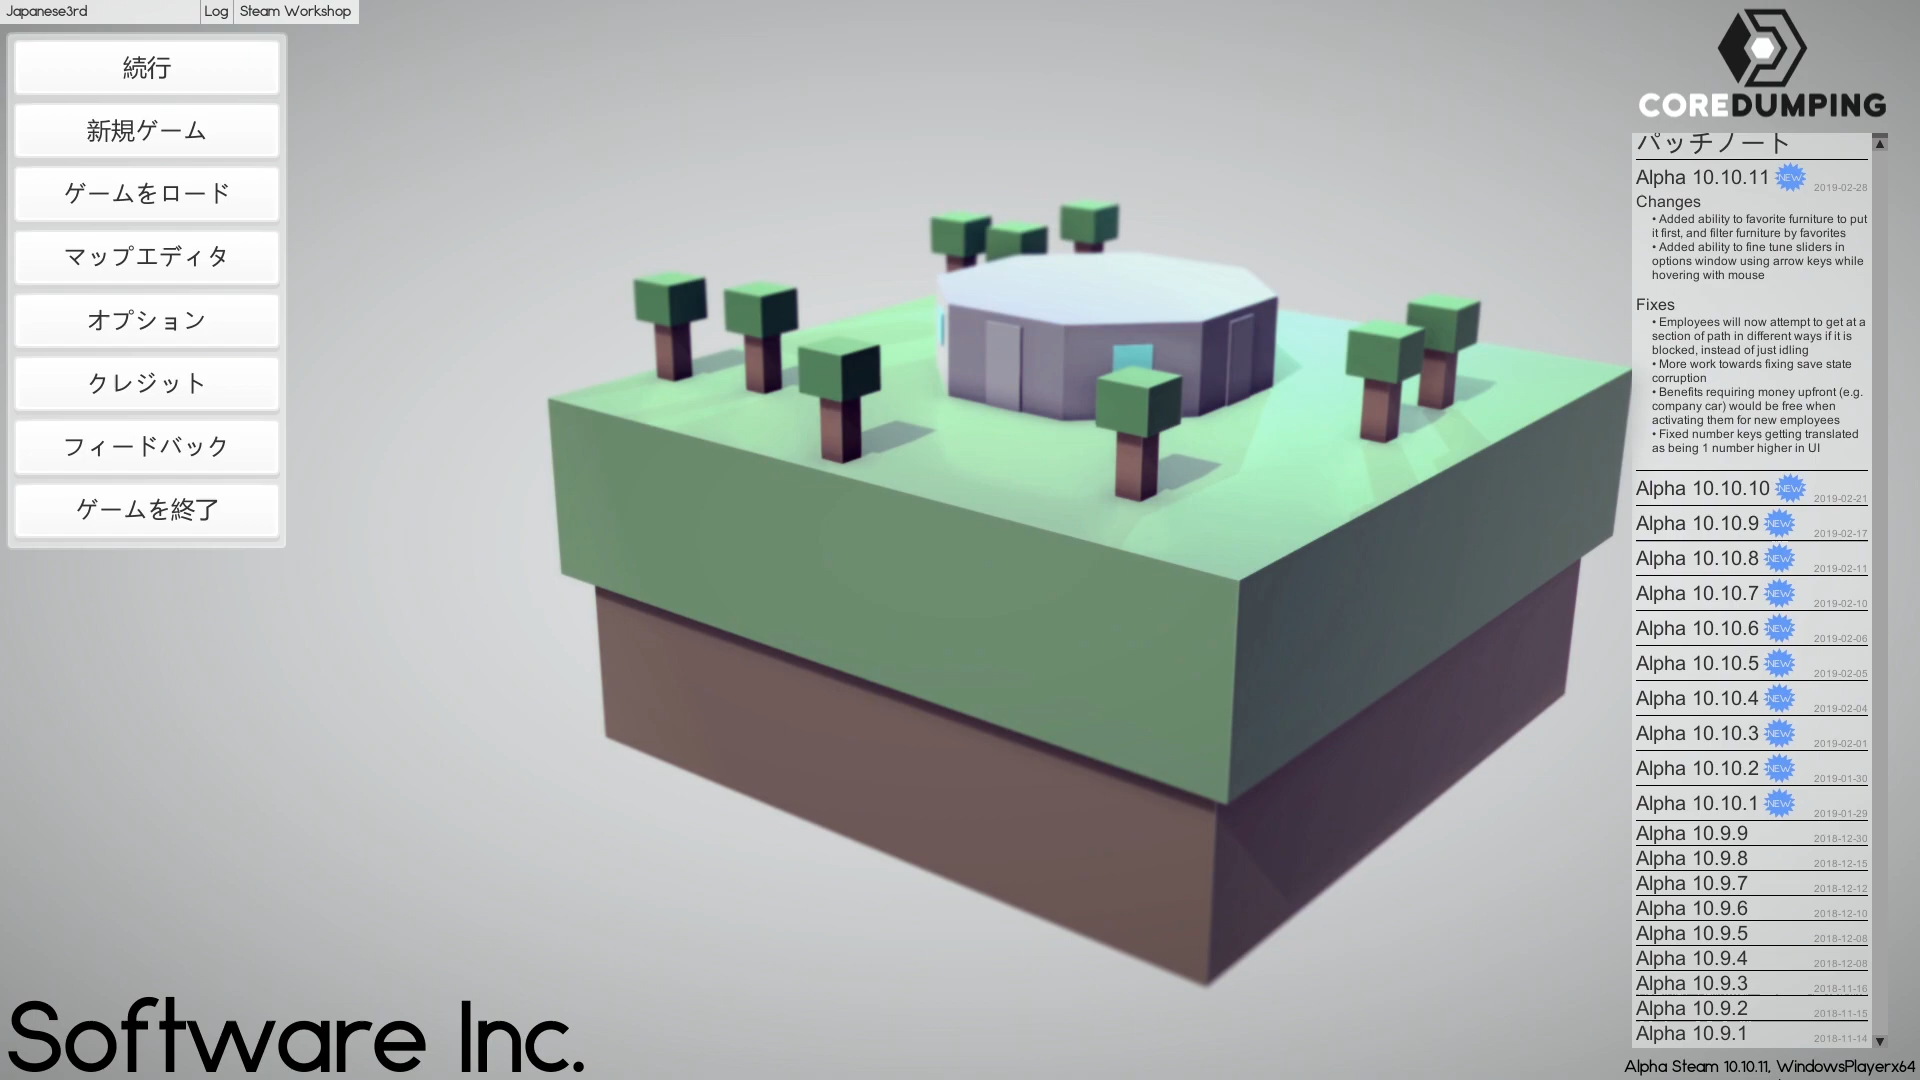 Japanese3rd
Log
Steam Workshop
続行
新規ゲーム
ゲームをロード
マップエディタ
オプション
クレジット
フィードバック
ゲームを終了
COREDUMPING
パッチノート
Alpha 10.10.11 NEW 2019-02-28
Changes
• Added ability to favorite furniture to put
it first, and filter furniture by favorites
• Added ability to fine tune sliders in
options window using arrow keys while
hovering with mouse
Fixes
• Employees will now attempt to get at a
section of path in different ways if it is
blocked, instead of just idling
• More work towards fixing save state
corruption
• Benefits requiring money upfront (e.g.
company car) would be free when
activating them for new employees
• Fixed number keys getting translated
as being 1 number higher in UI
Alpha 10.10.10 NEW 2019-02-21
Alpha 10.10.9 NEW 2019-02-17
Alpha 10.10.8 NEW 2019-02-11
Alpha 10.10.7 NEW 2019-02-10
Alpha 10.10.6 NEW 2019-02-06
Alpha 10.10.5 NEW 2019-02-05
Alpha 10.10.4 NEW 2019-02-04
Alpha 10.10.3 NEW 2019-02-01
Alpha 10.10.2 NEW 2019-01-30
Alpha 10.10.1 NEW 2019-01-29
Alpha 10.9.9 2018-12-30
Alpha 10.9.8 2018-12-15
Alpha 10.9.7 2018-12-12
Alpha 10.9.6 2018-12-10
Alpha 10.9.5 2018-12-08
Alpha 10.9.4 2018-12-08
Alpha 10.9.3 2018-11-16
Alpha 10.9.2 2018-11-15
Alpha 10.9.1 2018-11-14
Software Inc.
Alpha Steam 10.10.11, WindowsPlayerx64